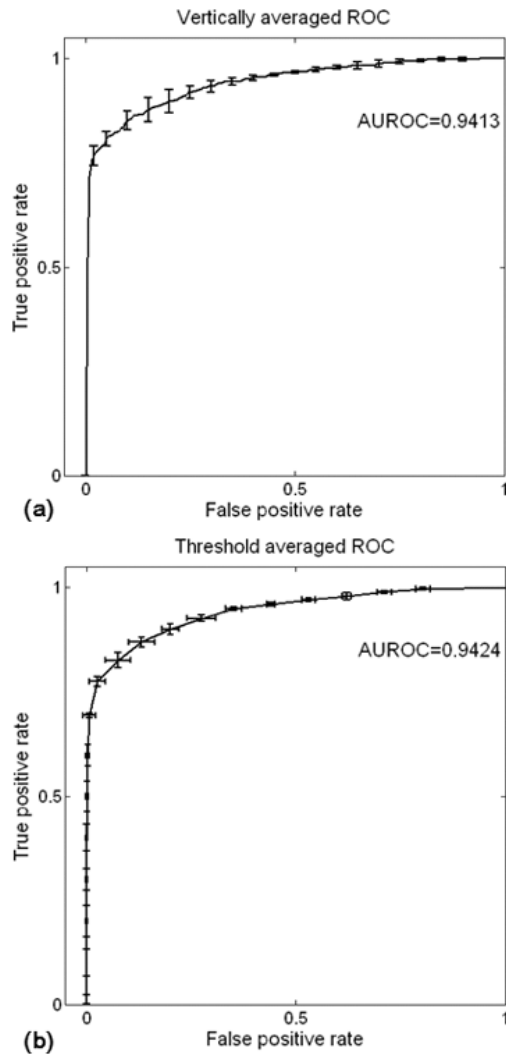 Vertically averaged ROC
1
AUROC=0.9413
0.5
True positive rate
0
0 0.5 1
(a) False positive rate
Threshold averaged ROC
1
AUROC=0.9424
0.5
True positive rate
0
0 0.5 1
(b) False positive rate